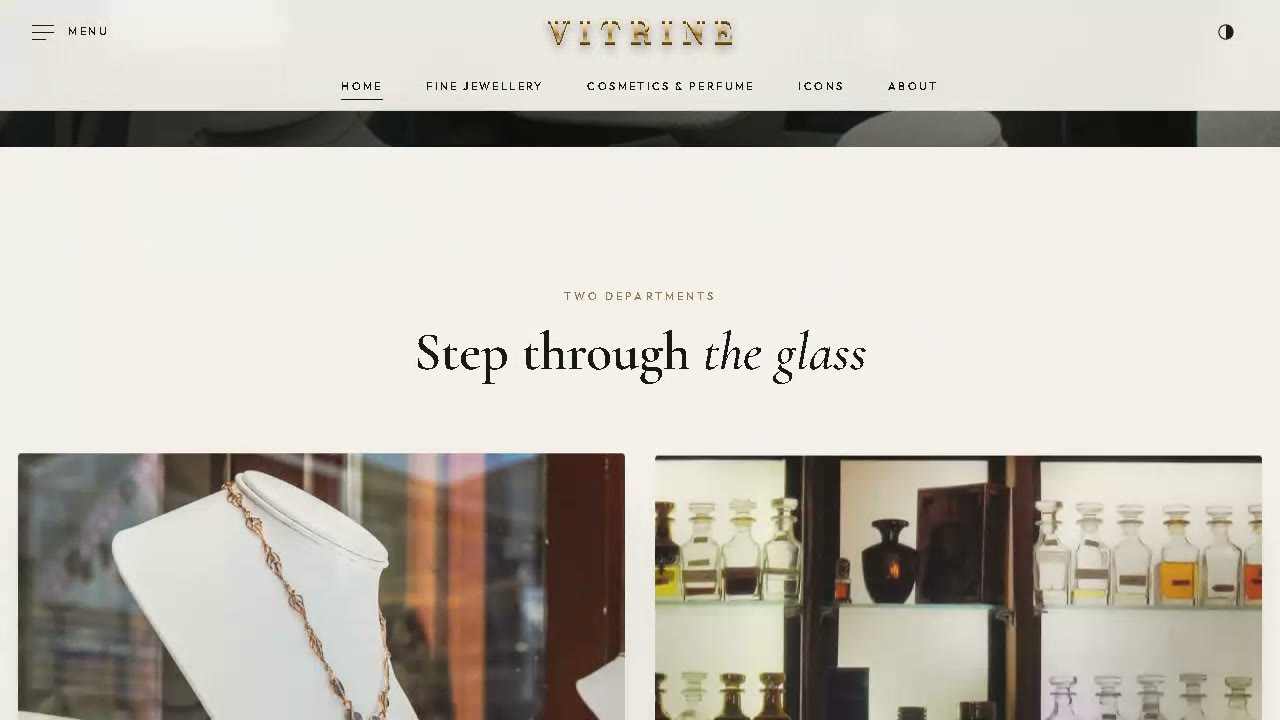 MENU
VITRINE
HOME
FINE JEWELLERY
COSMETICS & PERFUME
ICONS
ABOUT
TWO DEPARTMENTS
Step through the glass